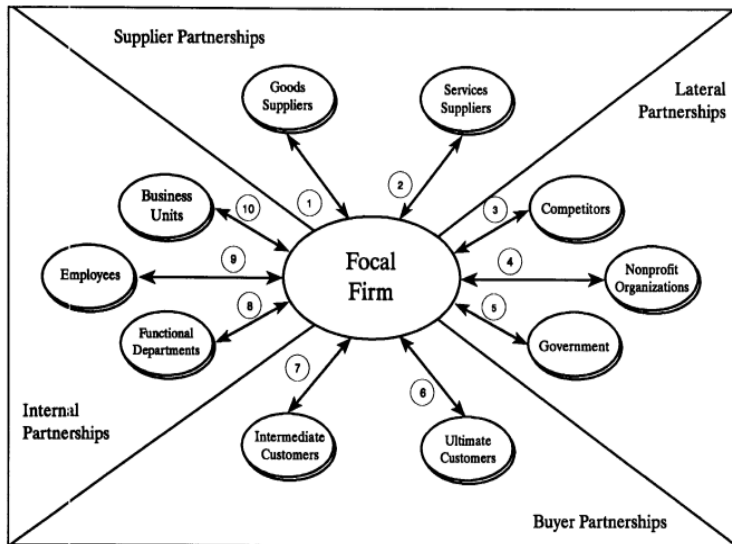 Supplier Partnerships
Lateral
Partnerships
Goods
Suppliers
Services
Suppliers
1
2
Business
Units
10
3
Competitors
Employees
9
Focal
Firm
4
Nonprofit
Organizations
Functional
Departments
8
5
Government
7
6
Internal
Partnerships
Intermediate
Customers
Ultimate
Customers
Buyer Partnerships